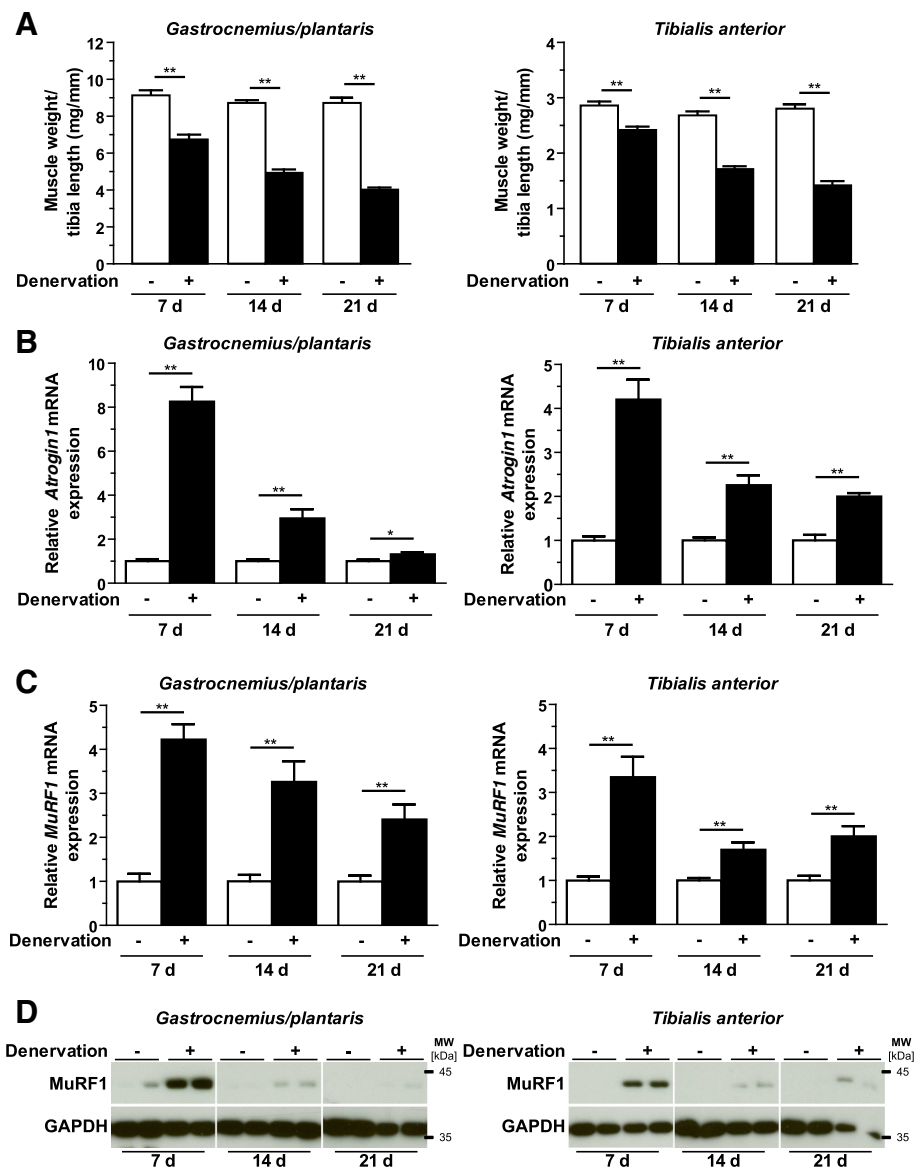 A
Gastrocnemius/plantaris
Tibialis anterior
Muscle weight/
tibia length (mg/mm)
12
10
8
6
4
2
0
** ** **
Muscle weight/
tibia length (mg/mm)
4
3
2
1
0
** ** **
Denervation - + - + - +
7 d 14 d 21 d
- + - + - +
7 d 14 d 21 d
B
Gastrocnemius/plantaris
Tibialis anterior
Relative Atrogin1 mRNA
expression
10
8
6
4
2
0
** ** *
Relative Atrogin1 mRNA
expression
5
4
3
2
1
0
** ** **
Denervation - + - + - +
7 d 14 d 21 d
Denervation - + - + - +
7 d 14 d 21 d
C
Gastrocnemius/plantaris
Tibialis anterior
Relative MuRF1 mRNA
expression
5
4
3
2
1
0
** ** **
Relative MuRF1 mRNA
expression
5
4
3
2
1
0
** ** **
Denervation - + - + - +
7 d 14 d 21 d
Denervation - + - + - +
7 d 14 d 21 d
D
Gastrocnemius/plantaris
Tibialis anterior
Denervation - + - + - +
MW
[kDa]
MuRF1
45
GAPDH
35
7 d 14 d 21 d
Denervation - + - + - +
MW
[kDa]
MuRF1
45
GAPDH
35
7 d 14 d 21 d